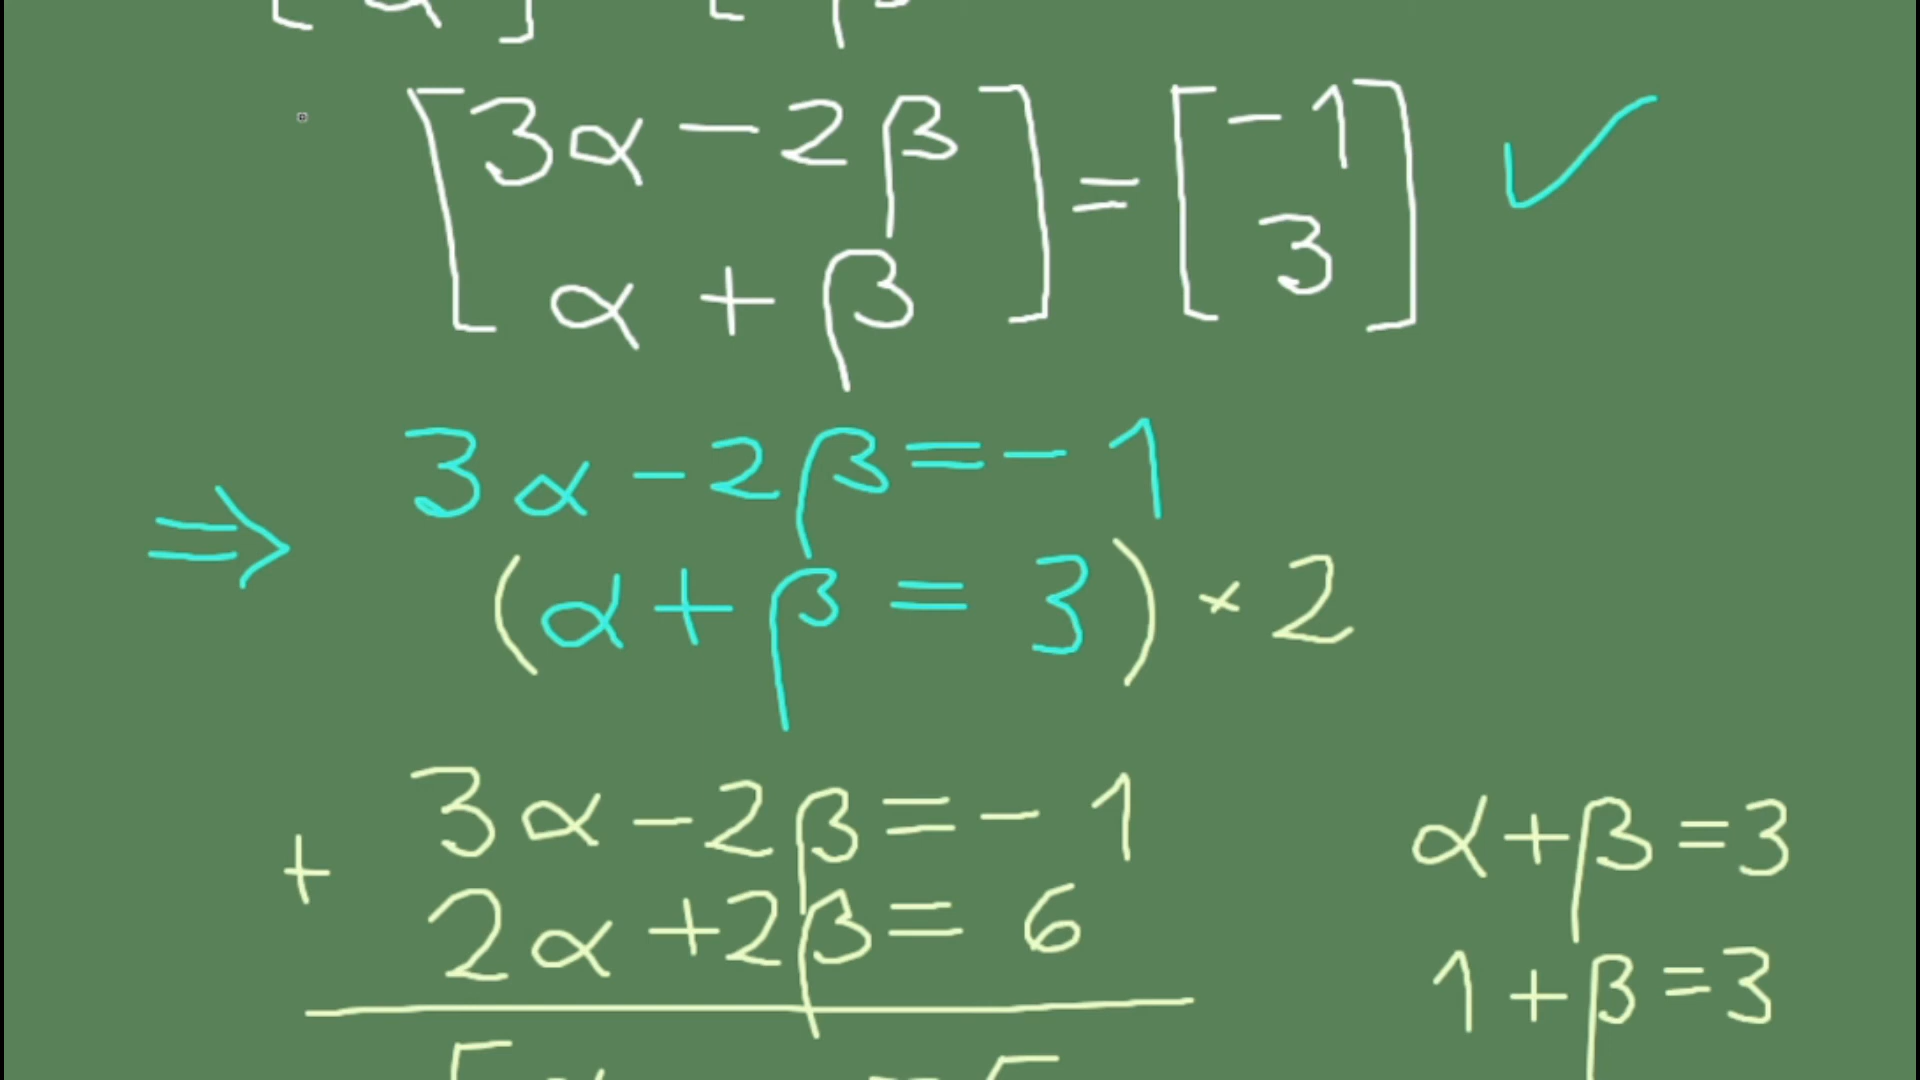 [3α - 2β
α + β] = [-1
3] ✓
⇒ 3α - 2β = - 1
(α + β = 3) × 2
3α - 2β = - 1
+ 2α + 2β = 6
α + β = 3
1 + β = 3